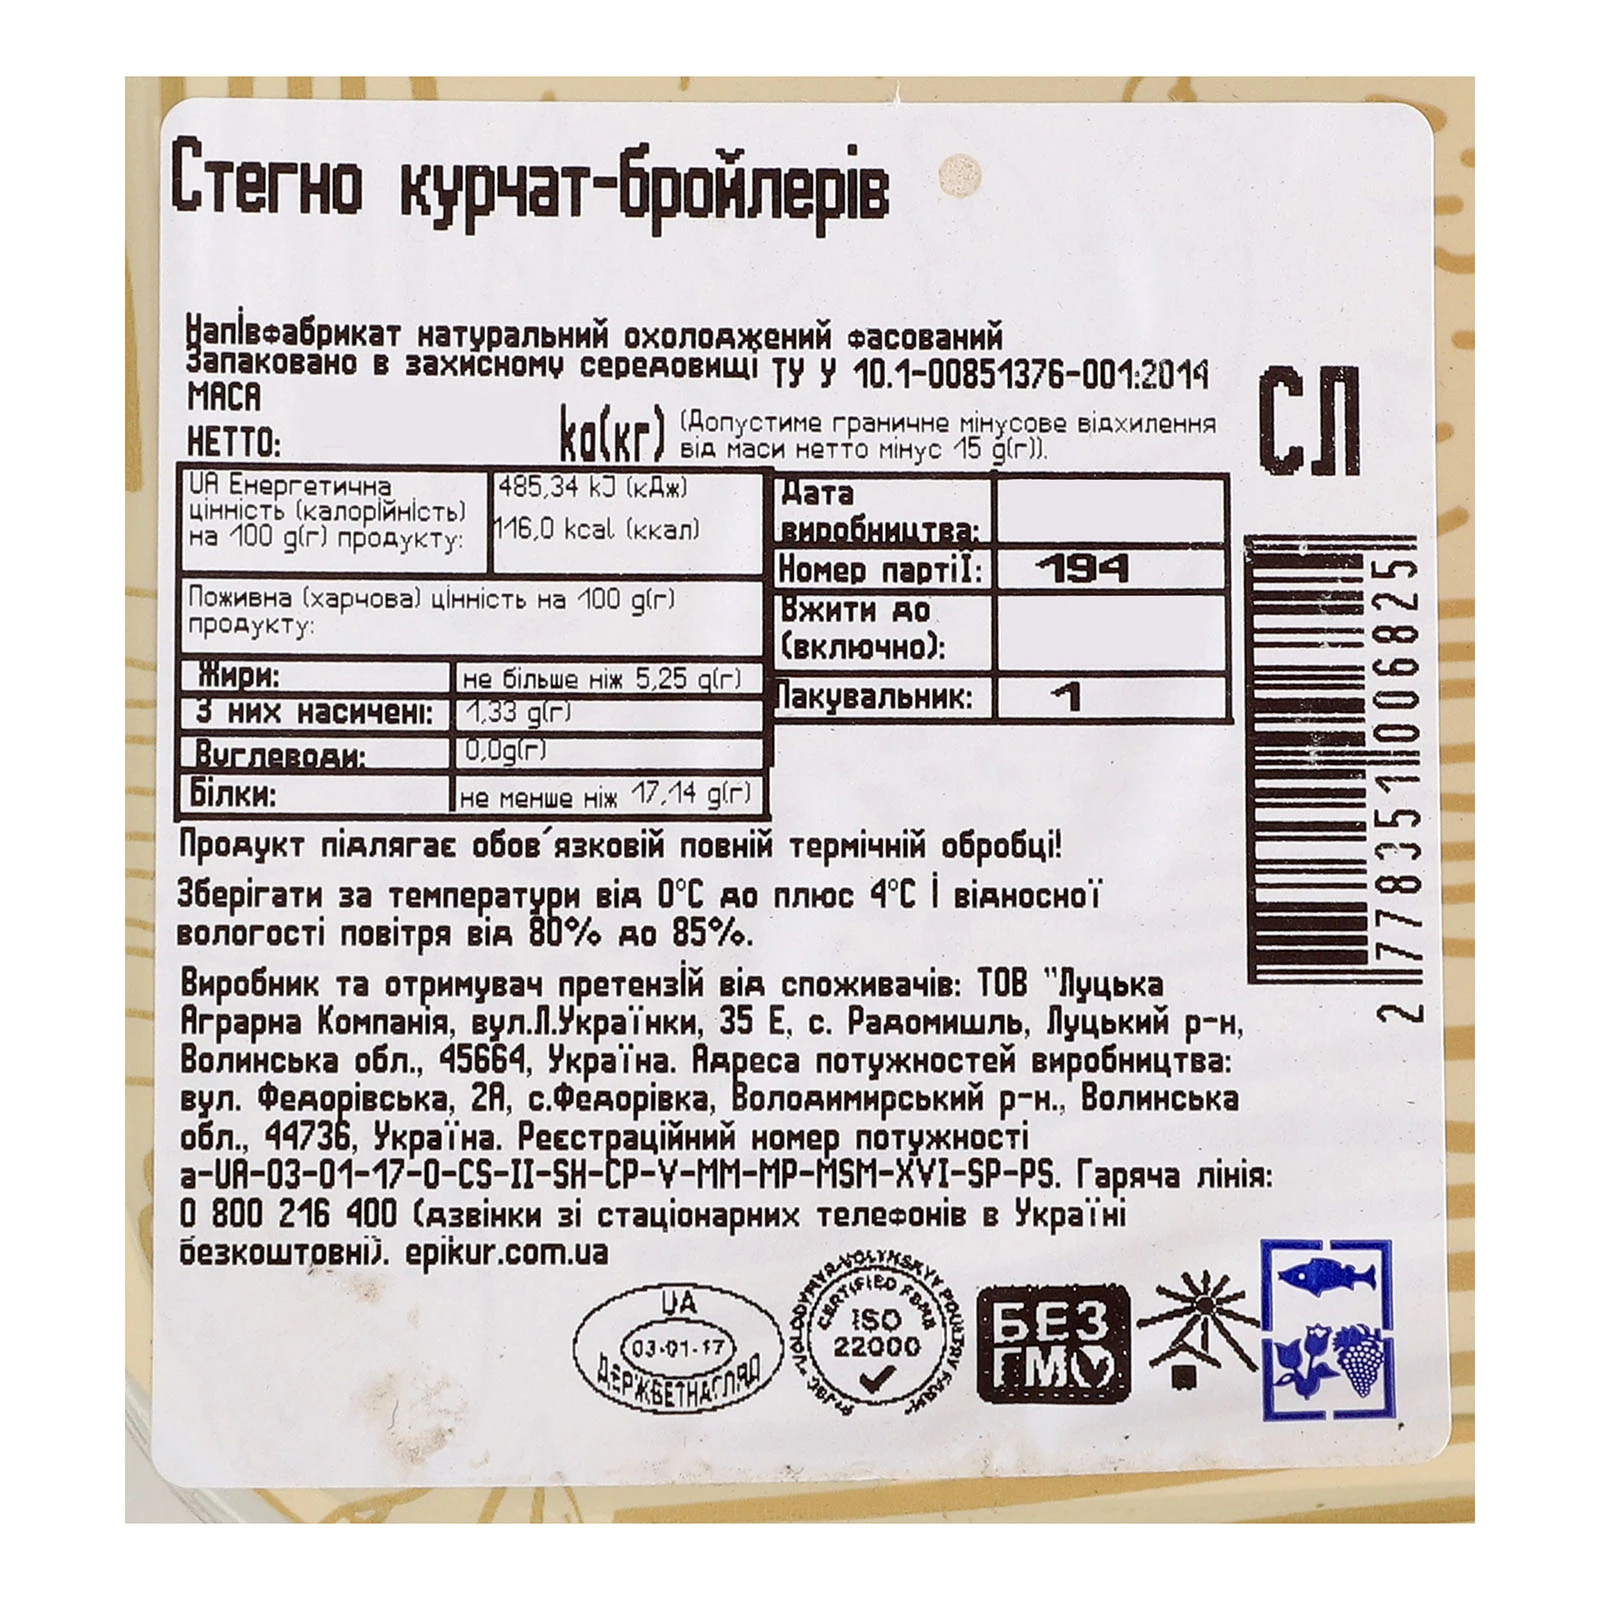 Стегно курчат-бройлерів
Напівфабрикат натуральний охолоджений фасований
Запаковано в захисному середовищі ТУ У 10.1-00851376-001:2014
МАСА
НЕТТО:
kg(кг) (Допустиме граничне мінусове відхилення
від маси нетто мінус 15 g(г)).
СЛ
UA Енергетична
цінність (калорійність)
на 100 g(г) продукту:
485,34 kJ (кДж)
116,0 kcal (ккал)
Поживна (харчова) цінність на 100 g(г)
продукту:
Жири: не більше ніж 5,25 g(г)
З них насичені: 1,33 g(г)
Вуглеводи: 0,0g(г)
Білки: не менше ніж 17,14 g(г)
Дата
виробництва:
Номер партії: 194
Вжити до
(включно):
Пакувальник: 1
2 778351 006825
Продукт підлягає обов´язковій повній термічній обробці!
Зберігати за температури від 0°C до плюс 4°C і відносної
вологості повітря від 80% до 85%.
Виробник та отримувач претензій від споживачів: ТОВ "Луцька
Аграрна Компанія, вул.Л.Українки, 35 Е, с. Радомишль, Луцький р-н,
Волинська обл., 45664, Україна. Адреса потужностей виробництва:
вул. Федорівська, 2А, с.Федорівка, Володимирський р-н., Волинська
обл., 44736, Україна. Реєстраційний номер потужності
a-UA-03-01-17-0-CS-II-SH-CP-V-MM-MP-MSM-XVI-SP-PS. Гаряча лінія:
0 800 216 400 (дзвінки зі стаціонарних телефонів в Україні
безкоштовні). epikur.com.ua
UA
03-01-17
ДЕРЖВЕТНАГЛЯД
VOLODYMYR-VOLYNSKYY POULTRY FARM
CERTIFIED
ISO
22000
БЕЗ
ГМО